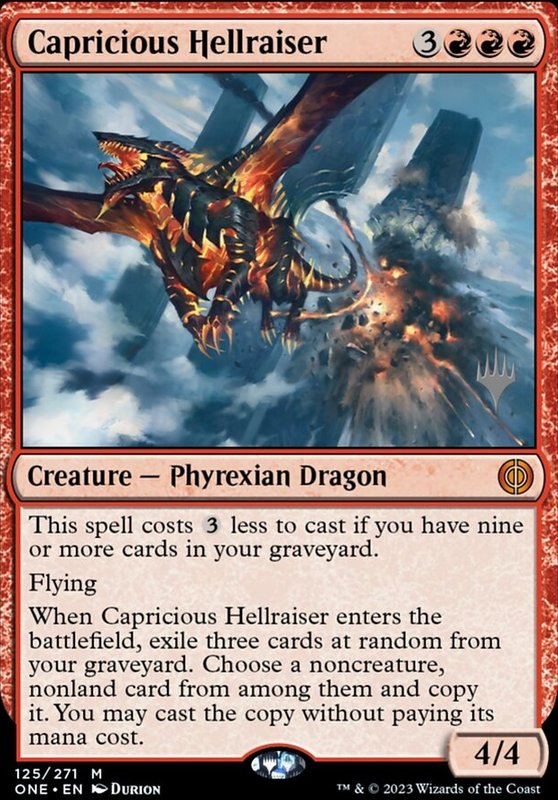 Capricious Hellraiser 3
Creature — Phyrexian Dragon
This spell costs 3 less to cast if you have nine
or more cards in your graveyard.
Flying
When Capricious Hellraiser enters the
battlefield, exile three cards at random from
your graveyard. Choose a noncreature,
nonland card from among them and copy
it. You may cast the copy without paying its
mana cost.
4/4
125/271 M
ONE • EN Durion
™ & © 2023 Wizards of the Coast